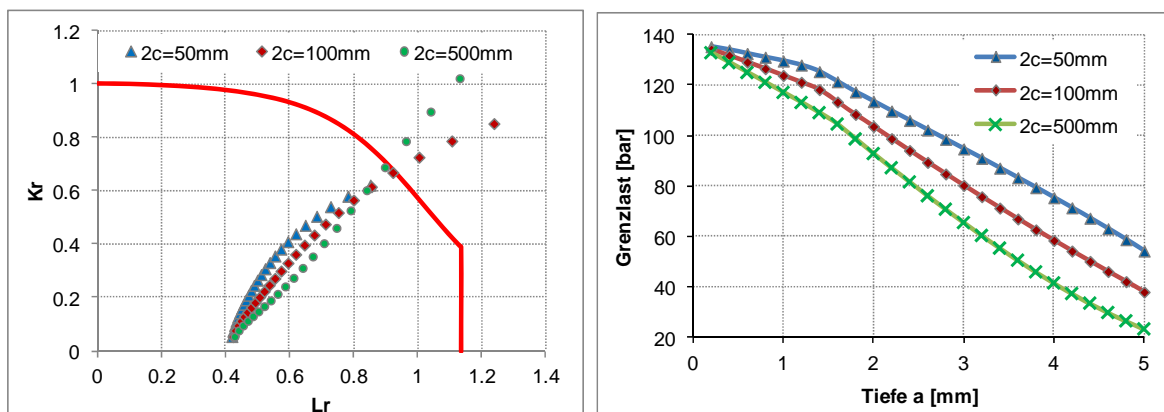 1.2
1
0.8
0.6
0.4
0.2
0
Kr
2c=50mm 2c=100mm 2c=500mm
0 0.2 0.4 0.6 0.8 1 1.2 1.4
Lr
140
120
100
80
60
40
20
Grenzlast [bar]
2c=50mm
2c=100mm
2c=500mm
0 1 2 3 4 5
Tiefe a [mm]